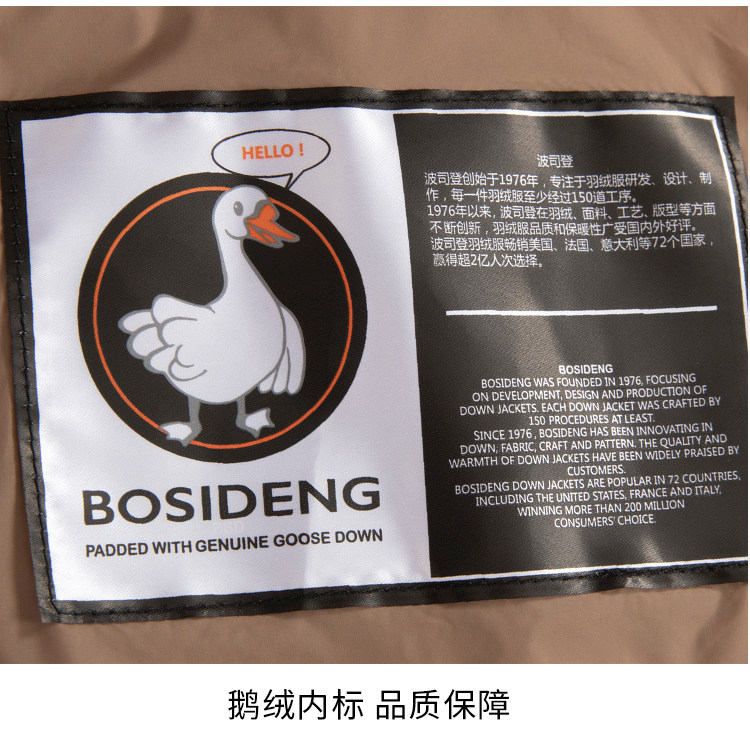 HELLO !
BOSIDENG
PADDED WITH GENUINE GOOSE DOWN
波司登
波司登创始于1976年，专注于羽绒服研发、设计、制
作，每一件羽绒服至少经过150道工序。
1976年以来，波司登在羽绒、面料、工艺、版型等方面
不断创新，羽绒服品质和保暖性广受国内外好评。
波司登羽绒服畅销美国、法国、意大利等72个国家，
赢得超2亿人次选择。
BOSIDENG
BOSIDENG WAS FOUNDED IN 1976, FOCUSING
ON DEVELOPMENT, DESIGN AND PRODUCTION OF
DOWN JACKETS. EACH DOWN JACKET WAS CRAFTED BY
150 PROCEDURES AT LEAST.
SINCE 1976 , BOSIDENG HAS BEEN INNOVATING IN
DOWN, FABRIC, CRAFT AND PATTERN. THE QUALITY AND
WARMTH OF DOWN JACKETS HAVE BEEN WIDELY PRAISED BY
CUSTOMERS.
BOSIDENG DOWN JACKETS ARE POPULAR IN 72 COUNTRIES,
INCLUDING THE UNITED STATES, FRANCE AND ITALY,
WINNING MORE THAN 200 MILLION
CONSUMERS' CHOICE.
鹅绒内标 品质保障